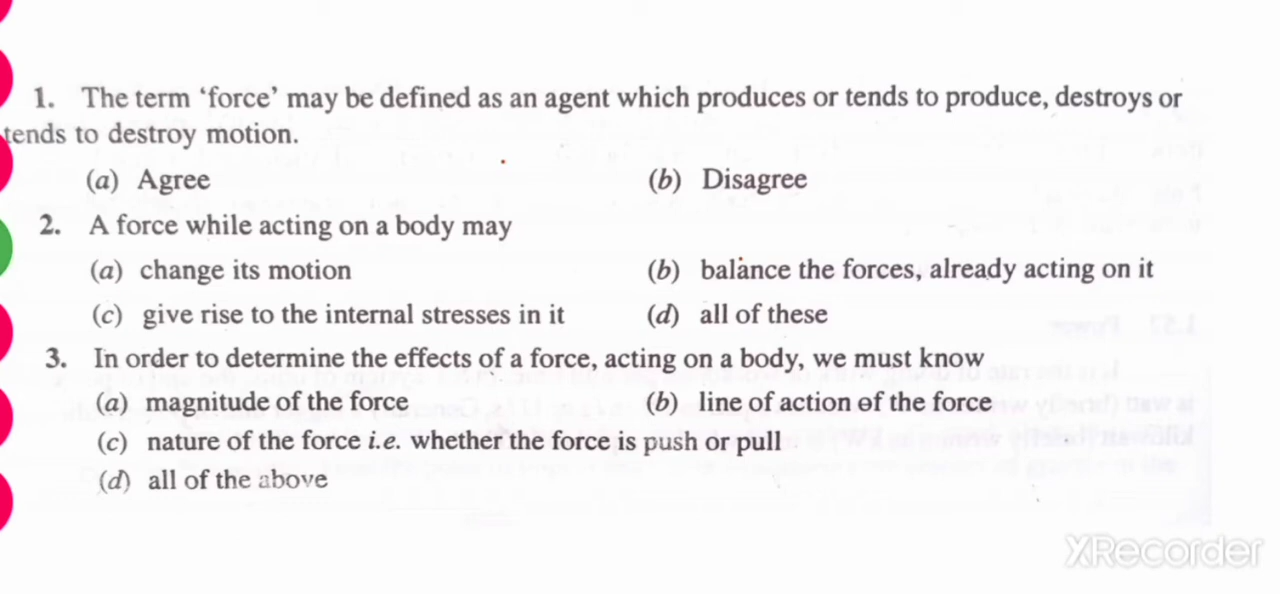 1. The term ‘force’ may be defined as an agent which produces or tends to produce, destroys or
tends to destroy motion.
(a) Agree (b) Disagree
2. A force while acting on a body may
(a) change its motion (b) balance the forces, already acting on it
(c) give rise to the internal stresses in it (d) all of these
3. In order to determine the effects of a force, acting on a body, we must know
(a) magnitude of the force (b) line of action of the force
(c) nature of the force i.e. whether the force is push or pull
(d) all of the above
XRecorder